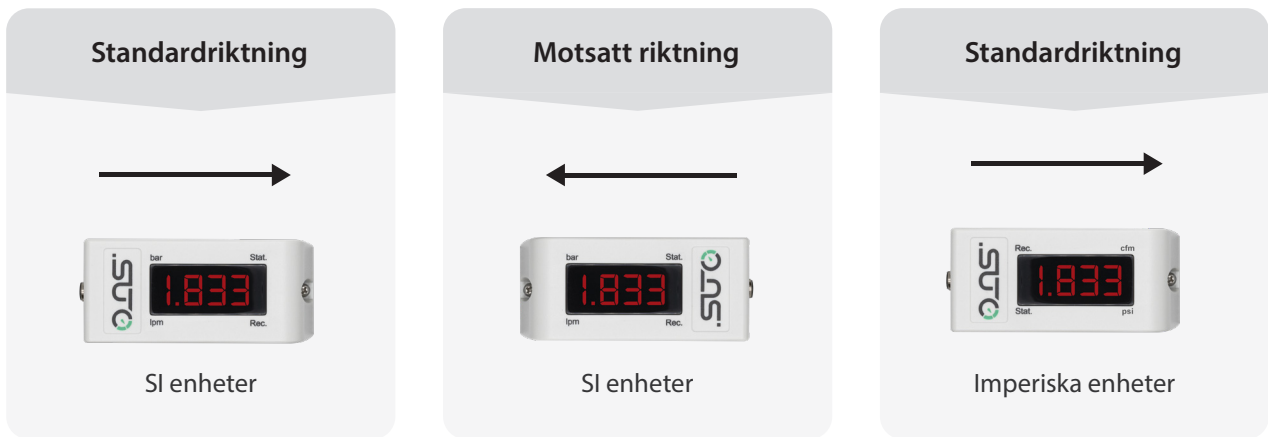 Standardriktning
bar Stat.
SUTO
1.833
lpm Rec.
SI enheter
Motsatt riktning
bar Stat.
1.833
SUTO
lpm Rec.
SI enheter
Standardriktning
Rec. cfm
SUTO
1.833
Stat. psi
Imperiska enheter